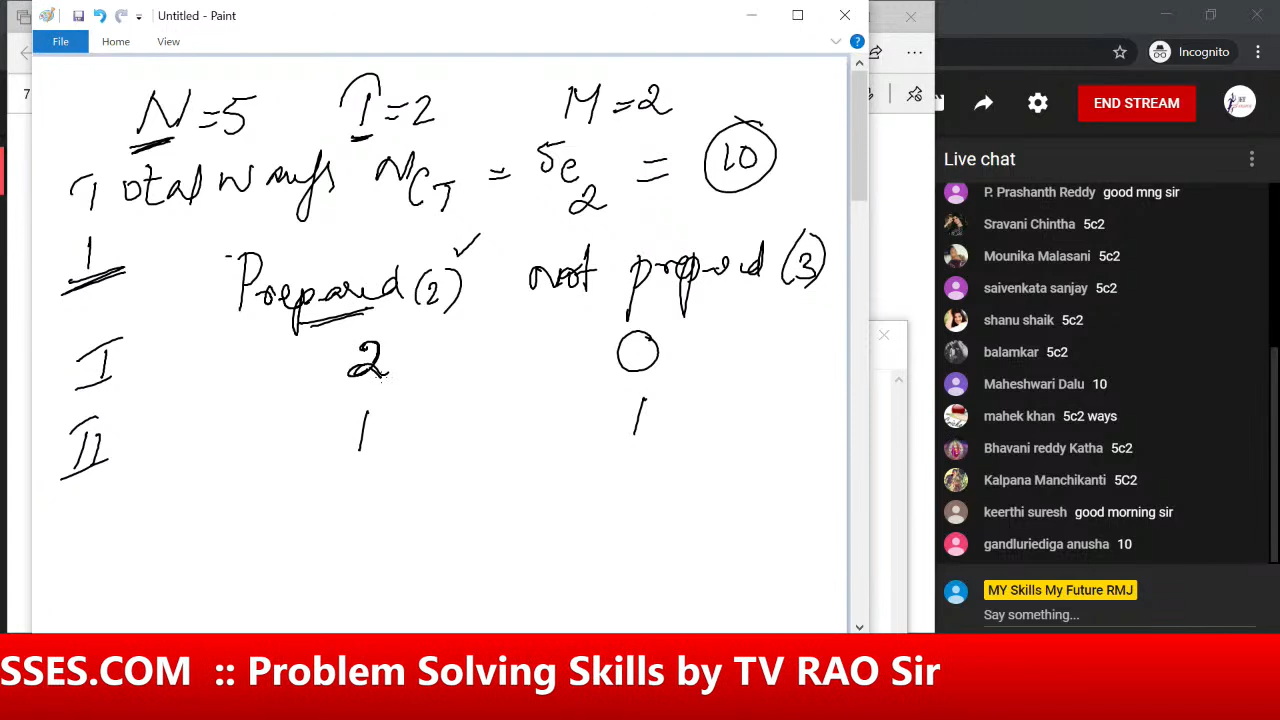 Untitled - Paint
File Home View
N = 5 T = 2 M = 2
Total N ways NCT = 5C2 = 10
1 Prepared (2) ✓ not prepared (3)
I 2 0
II 1 1
7
Incognito
END STREAM
Live chat
P. Prashanth Reddy good mng sir
Sravani Chintha 5c2
Mounika Malasani 5c2
saivenkata sanjay 5c2
shanu shaik 5c2
balamkar 5c2
Maheshwari Dalu 10
mahek khan 5c2 ways
Bhavani reddy Katha 5c2
Kalpana Manchikanti 5C2
keerthi suresh good morning sir
gandluriediga anusha 10
MY Skills My Future RMJ
Say something...
SSES.COM :: Problem Solving Skills by TV RAO Sir